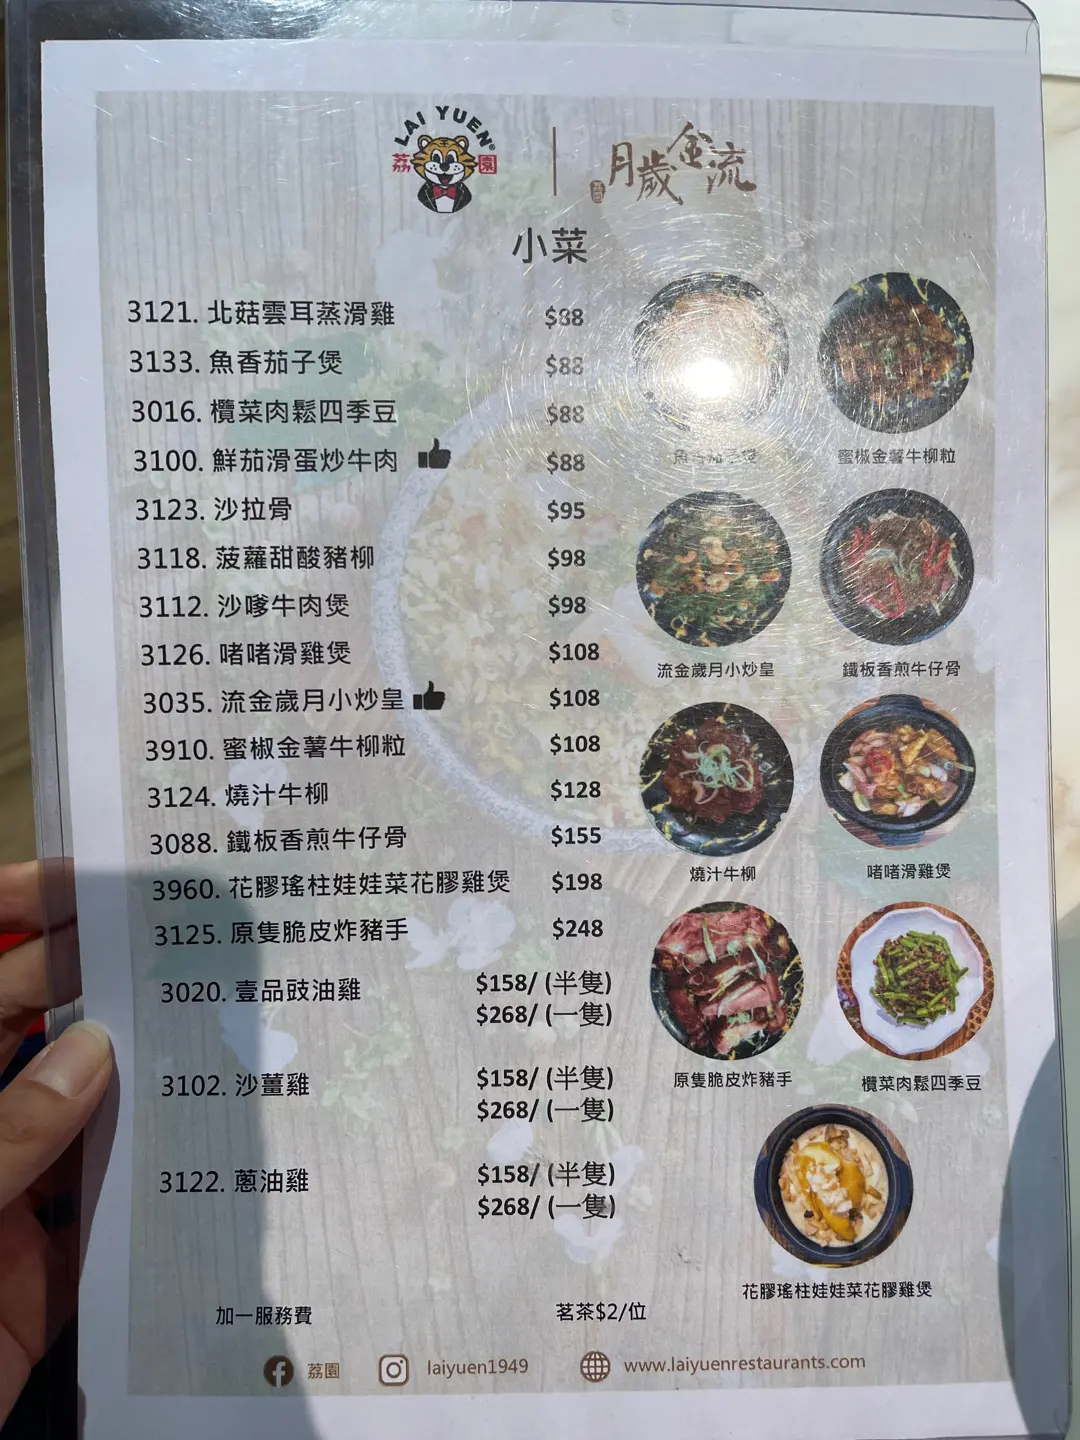 LAI YUEN®
荔 園
流金歲月
小菜
3121. 北菇雲耳蒸滑雞 $88
3133. 魚香茄子煲 $88
3016. 欖菜肉鬆四季豆 $88
3100. 鮮茄滑蛋炒牛肉 $88
3123. 沙拉骨 $95
3118. 菠蘿甜酸豬柳 $98
3112. 沙嗲牛肉煲 $98
3126. 啫啫滑雞煲 $108
3035. 流金歲月小炒皇 $108
3910. 蜜椒金薯牛柳粒 $108
3124. 燒汁牛柳 $128
3088. 鐵板香煎牛仔骨 $155
3960. 花膠瑤柱娃娃菜花膠雞煲 $198
3125. 原隻脆皮炸豬手 $248
3020. 壹品豉油雞 $158/ (半隻)
$268/ (一隻)
3102. 沙薑雞 $158/ (半隻)
$268/ (一隻)
3122. 蔥油雞 $158/ (半隻)
$268/ (一隻)
魚香茄子煲
蜜椒金薯牛柳粒
流金歲月小炒皇
鐵板香煎牛仔骨
燒汁牛柳
啫啫滑雞煲
原隻脆皮炸豬手
欖菜肉鬆四季豆
花膠瑤柱娃娃菜花膠雞煲
加一服務費
茗茶$2/位
荔園
laiyuen1949
www.laiyuenrestaurants.com